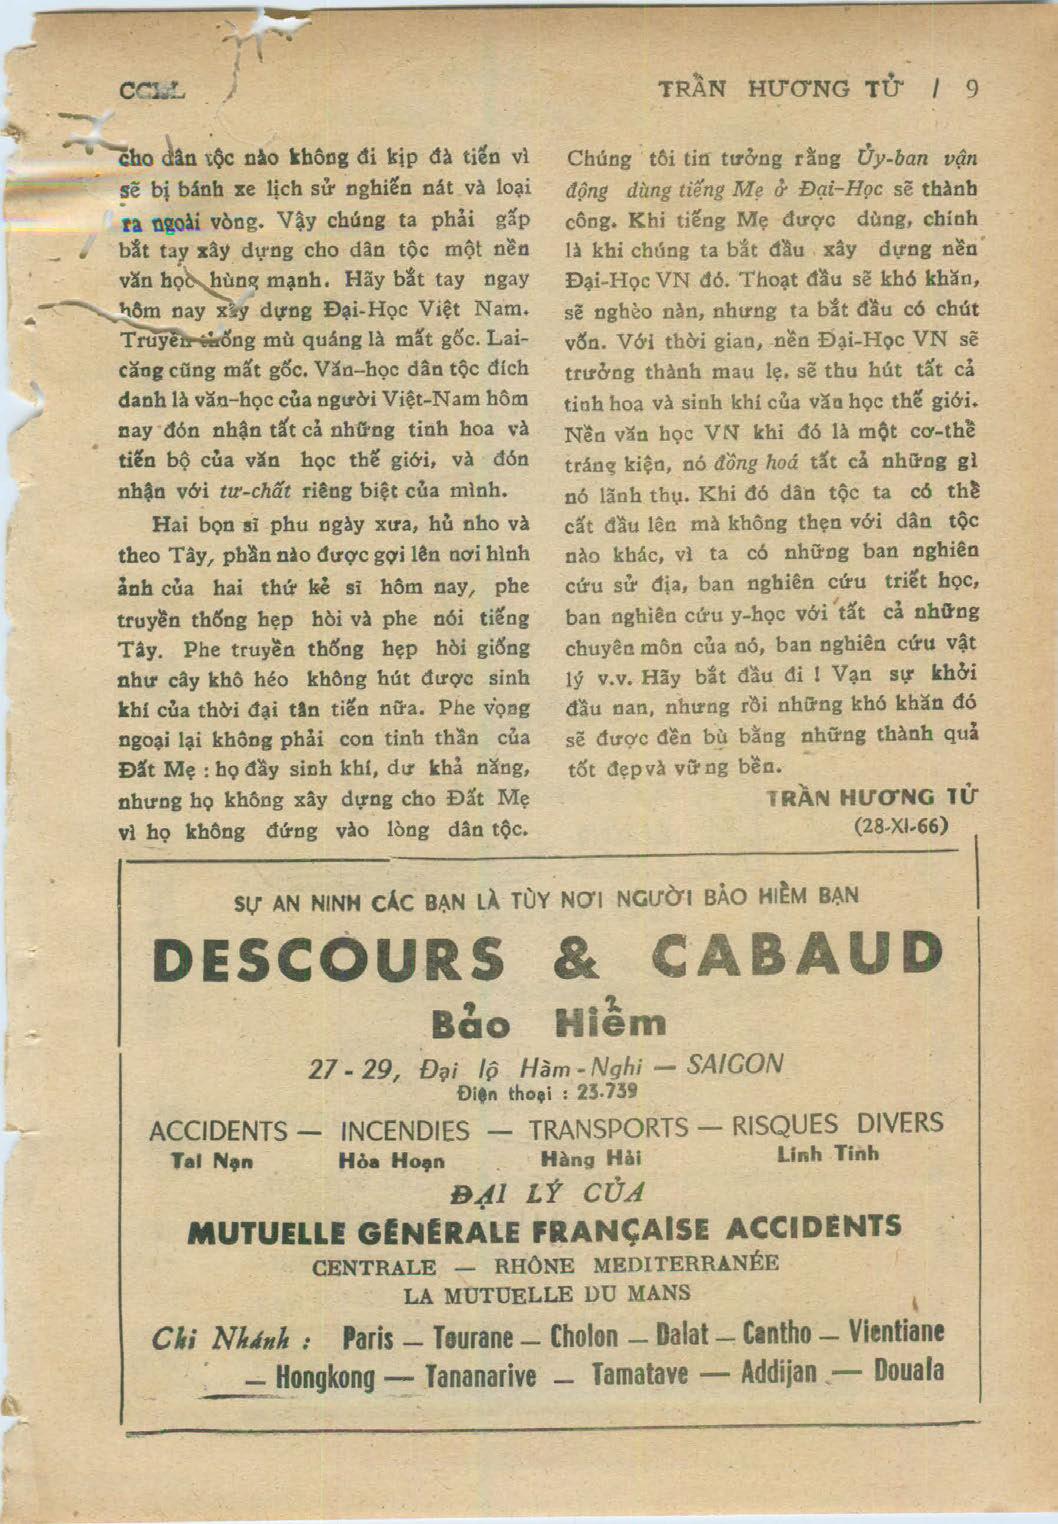 TRẦN HƯƠNG TỬ / 9
cho dân tộc nào không đi kịp đà tiến vì
sẽ bị bánh xe lịch sử nghiến nát và loại
ra ngoài vòng. Vậy chúng ta phải gấp
bắt tay xây dựng cho dân tộc một nền
văn học hùng mạnh. Hãy bắt tay ngay
hôm nay xây dựng Đại-Học Việt Nam.
Truyền thống mù quáng là mất gốc. Lai-
căng cũng mất gốc. Văn-học dân tộc đích
danh là văn-học của người Việt-Nam hôm
nay đón nhận tất cả những tinh hoa và
tiến bộ của văn học thế giới, và đón
nhận với tư-chất riêng biệt của mình.
Hai bọn sĩ phu ngày xưa, hủ nho và
theo Tây, phần nào được gợi lên nơi hình
ảnh của hai thứ kẻ sĩ hôm nay, phe
truyền thống hẹp hòi và phe nói tiếng
Tây. Phe truyền thống hẹp hòi giống
như cây khô héo không hút được sinh
khí của thời đại tân tiến nữa. Phe vọng
ngoại lại không phải con tinh thần của
Đất Mẹ : họ đầy sinh khí, dư khả năng,
nhưng họ không xây dựng cho Đất Mẹ
vì họ không đứng vào lòng dân tộc.
Chúng tôi tin tưởng rằng Ủy-ban vận
động dùng tiếng Mẹ ở Đại-Học sẽ thành
công. Khi tiếng Mẹ được dùng, chính
là khi chúng ta bắt đầu xây dựng nền
Đại-Học VN đó. Thoạt đầu sẽ khó khăn,
sẽ nghèo nàn, nhưng ta bắt đầu có chút
vốn. Với thời gian, nền Đại-Học VN sẽ
trưởng thành mau lẹ, sẽ thu hút tất cả
tinh hoa và sinh khí của văn học thế giới.
Nền văn học VN khi đó là một cơ-thể
tráng kiện, nó đồng hoá tất cả những gì
nó lãnh thụ. Khi đó dân tộc ta có thể
cất đầu lên mà không thẹn với dân tộc
nào khác, vì ta có những ban nghiên
cứu sử địa, ban nghiên cứu triết học,
ban nghiên cứu y-học với tất cả những
chuyên môn của nó, ban nghiên cứu vật
lý v.v. Hãy bắt đầu đi ! Vạn sự khởi
đầu nan, nhưng rồi những khó khăn đó
sẽ được đền bù bằng những thành quả
tốt đẹp và vững bền.
TRẦN HƯƠNG TỬ
(28-XI-66)
SỰ AN NINH CÁC BẠN LÀ TÙY NƠI NGƯỜI BẢO HIỂM BẠN
DESCOURS & CABAUD
Bảo Hiểm
27 - 29, Đại lộ Hàm - Nghi — SAIGON
Điện thoại : 23.739
ACCIDENTS — INCENDIES — TRANSPORTS — RISQUES DIVERS
Tai Nạn Hỏa Hoạn Hàng Hải Linh Tinh
ĐẠI LÝ CỦA
MUTUELLE GÉNÉRALE FRANÇAISE ACCIDENTS
CENTRALE — RHÔNE MEDITERRANÉE
LA MUTUELLE DU MANS
Chi Nhánh : Paris — Tourane — Cholon — Dalat — Cantho — Vientiane
— Hongkong — Tananarive — Tamatave — Addijan — Douala